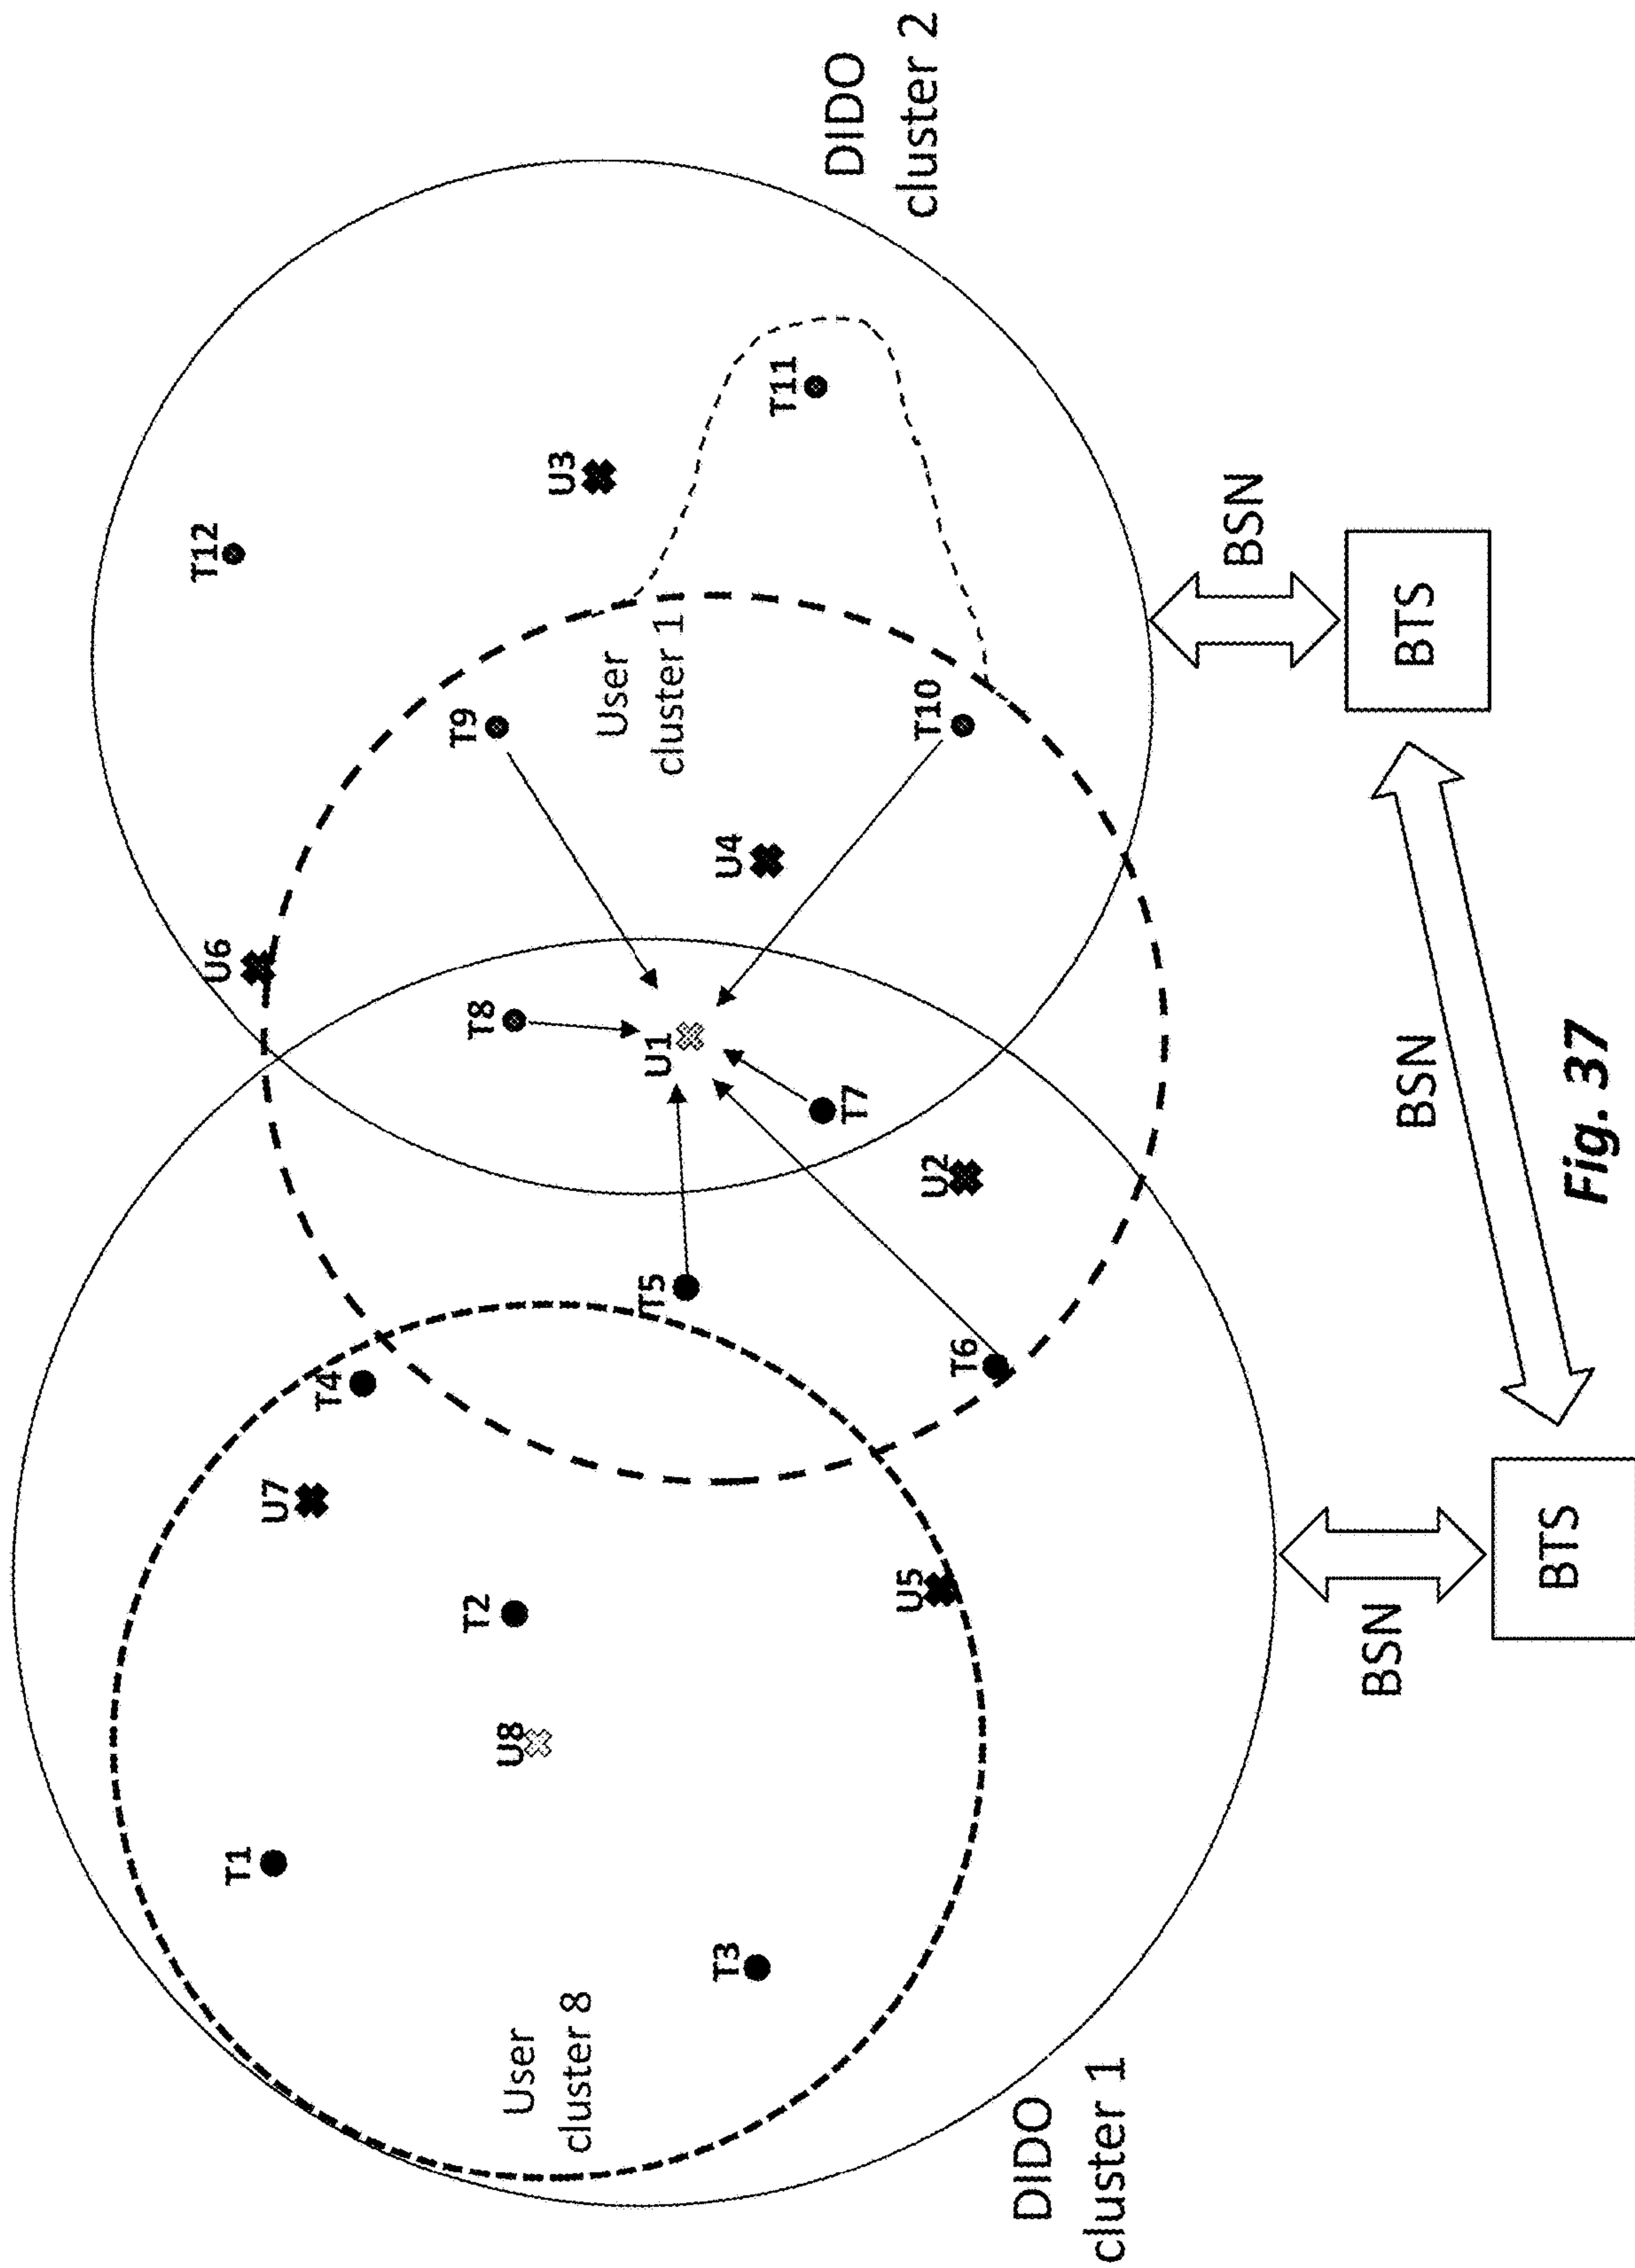 DIDO
cluster 1
User
cluster 8
T3
T1
U8
T2
U5
U7
T4
T6
T5
U2
T7
U1
T8
U6
U4
T9
T10
User
cluster 1
T12
U3
T11
DIDO
cluster 2
BSN
BTS
BSN
BSN
BTS
Fig. 37